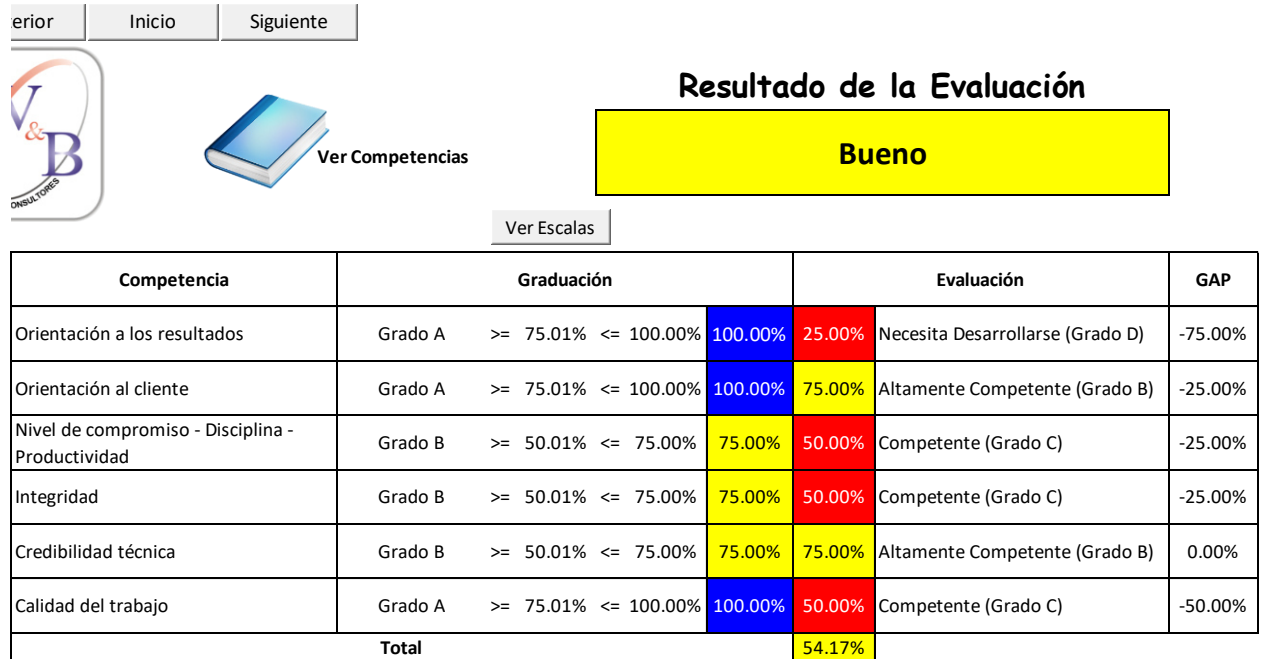 erior Inicio Siguiente
V
&
B
ONSULTORES
Ver Competencias
Resultado de la Evaluación
Bueno
Ver Escalas
Competencia Graduación Evaluación GAP
Orientación a los resultados Grado A >= 75.01% <= 100.00% 100.00% 25.00% Necesita Desarrollarse (Grado D) -75.00%
Orientación al cliente Grado A >= 75.01% <= 100.00% 100.00% 75.00% Altamente Competente (Grado B) -25.00%
Nivel de compromiso - Disciplina -
Productividad Grado B >= 50.01% <= 75.00% 75.00% 50.00% Competente (Grado C) -25.00%
Integridad Grado B >= 50.01% <= 75.00% 75.00% 50.00% Competente (Grado C) -25.00%
Credibilidad técnica Grado B >= 50.01% <= 75.00% 75.00% 75.00% Altamente Competente (Grado B) 0.00%
Calidad del trabajo Grado A >= 75.01% <= 100.00% 100.00% 50.00% Competente (Grado C) -50.00%
Total 54.17%